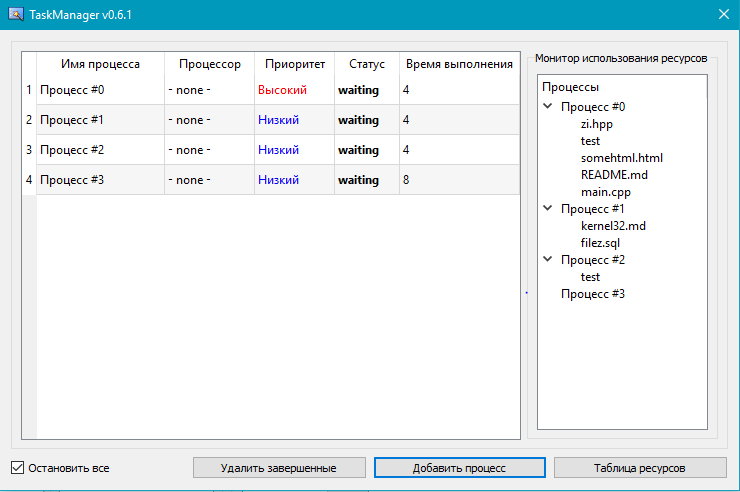 TaskManager v0.6.1
Имя процесса Процессор Приоритет Статус Время выполнения
1 Процесс #0 - none - Высокий waiting 4
2 Процесс #1 - none - Низкий waiting 4
3 Процесс #2 - none - Низкий waiting 4
4 Процесс #3 - none - Низкий waiting 8
Монитор использования ресурсов
Процессы
Процесс #0
zi.hpp
test
somehtml.html
README.md
main.cpp
Процесс #1
kernel32.md
filez.sql
Процесс #2
test
Процесс #3
Остановить все
Удалить завершенные
Добавить процесс
Таблица ресурсов